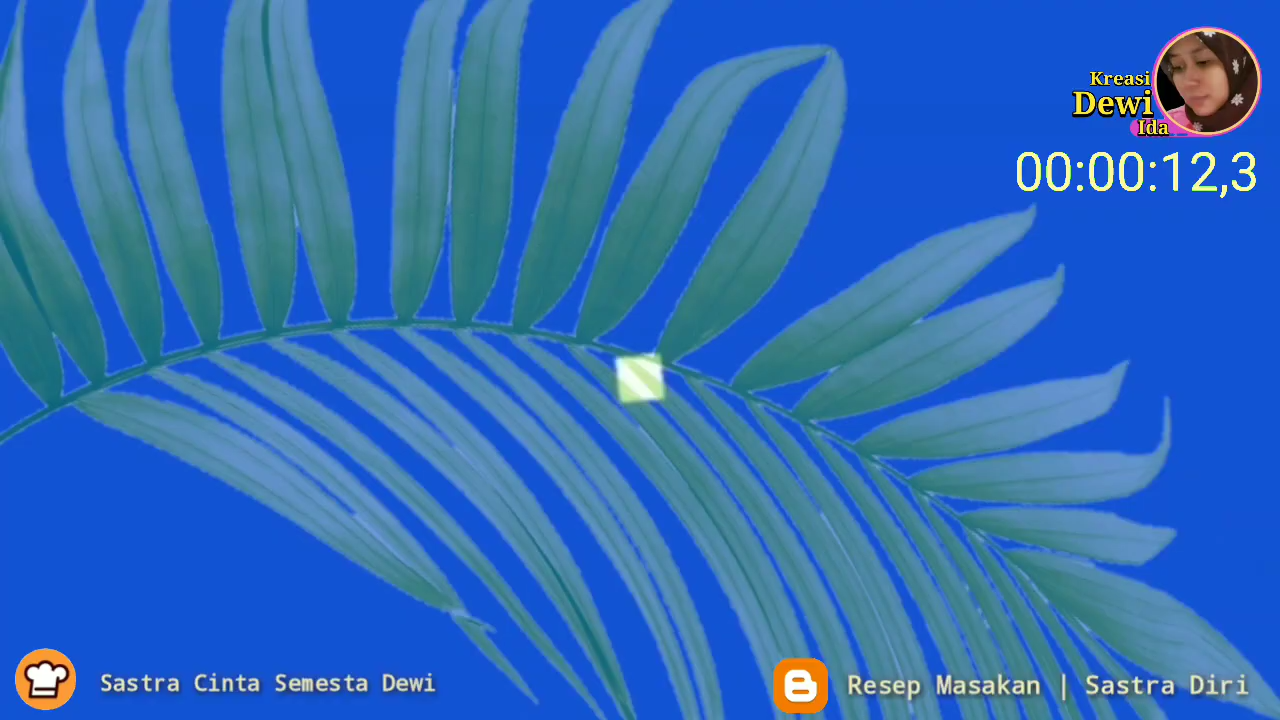 Kreasi
Dewi
Ida
00:00:12,3
Sastra Cinta Semesta Dewi
Resep Masakan | Sastra Diri